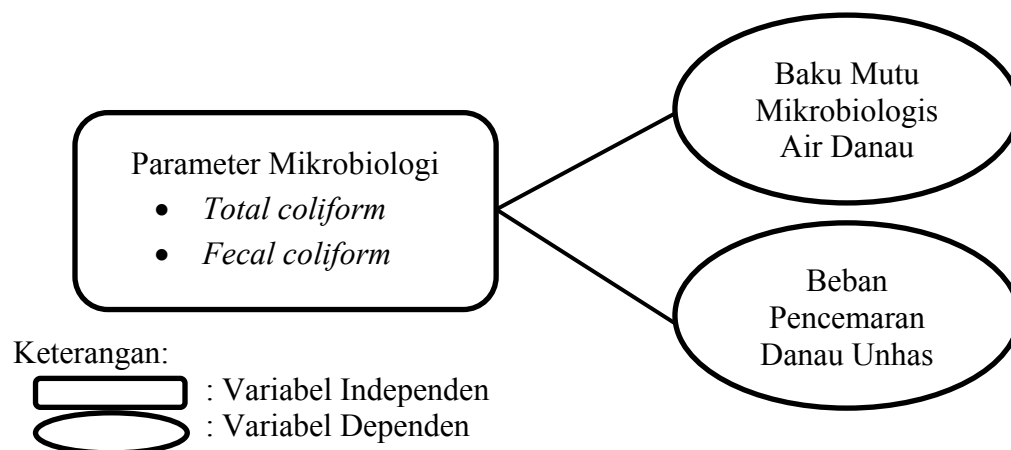 Parameter Mikrobiologi
• Total coliform
• Fecal coliform
Baku Mutu
Mikrobiologis
Air Danau
Beban
Pencemaran
Danau Unhas
Keterangan:
: Variabel Independen
: Variabel Dependen